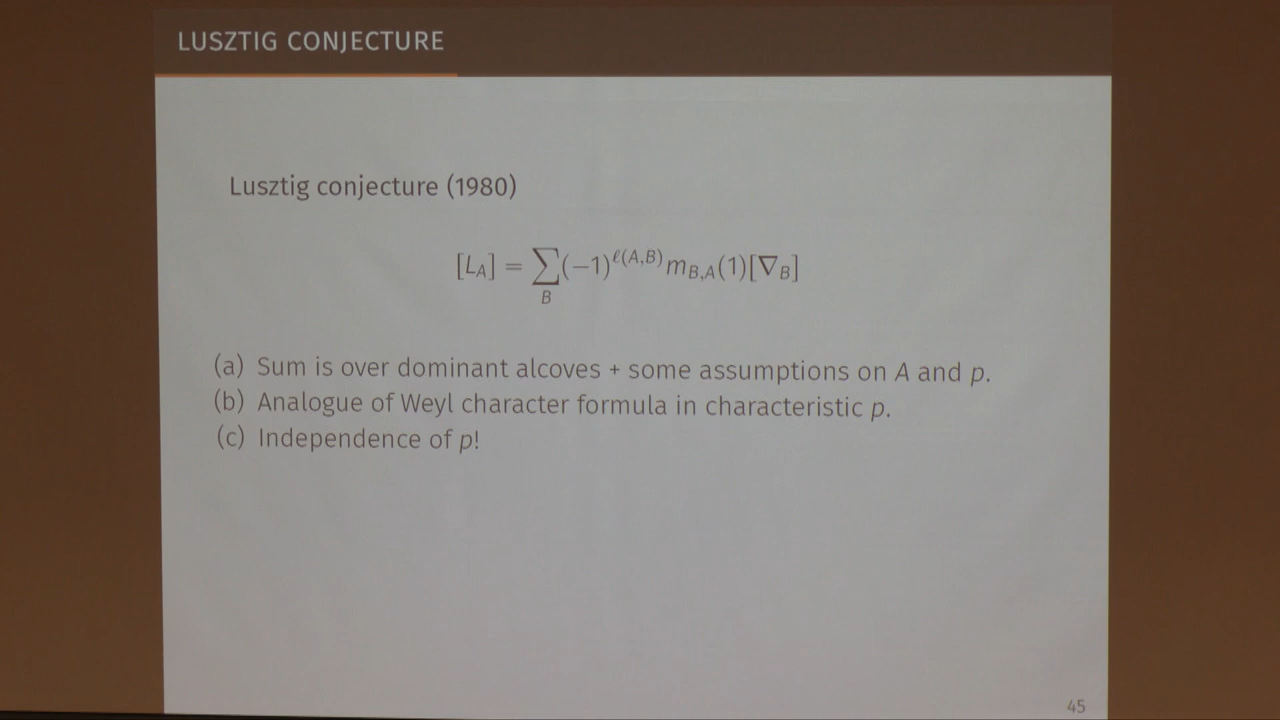 LUSZTIG CONJECTURE
Lusztig conjecture (1980)
[L_A] = ∑_B (−1)^{ℓ(A,B)} m_{B,A}(1)[∇_B]
(a) Sum is over dominant alcoves + some assumptions on A and p.
(b) Analogue of Weyl character formula in characteristic p.
(c) Independence of p!
45